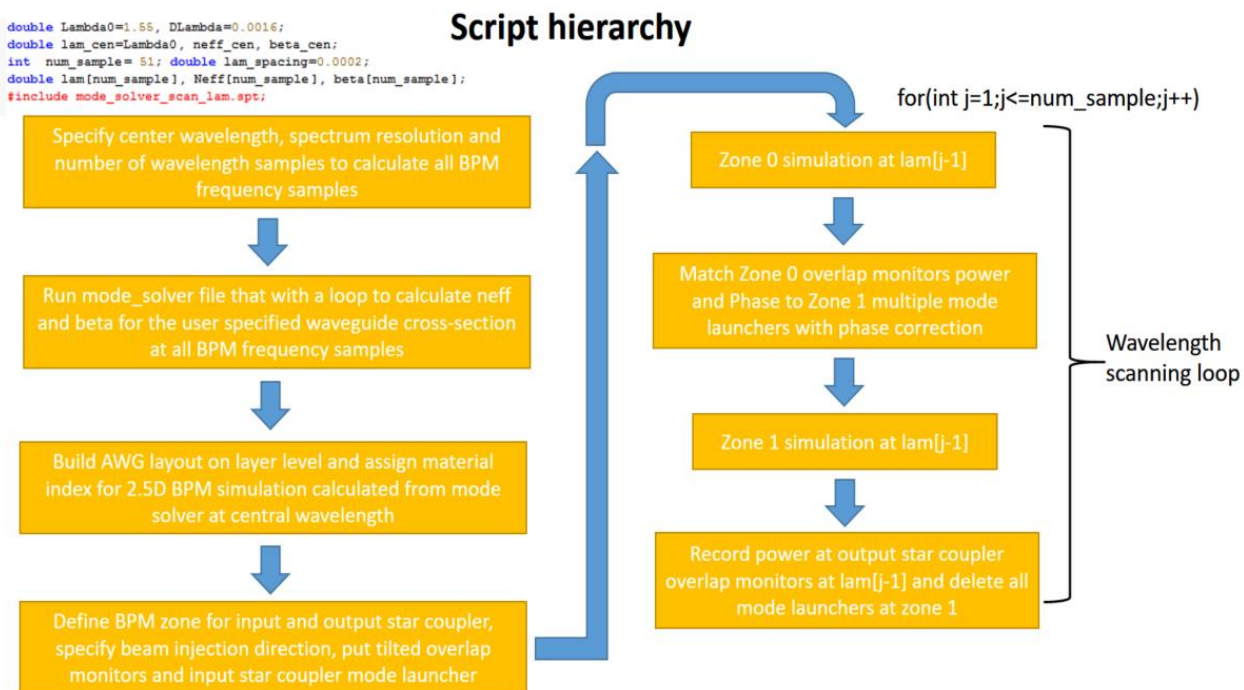 Script hierarchy
double Lambda0=1.55, DLambda=0.0016;
double lam_cen=Lambda0, neff_cen, beta_cen;
int num_sample= 51; double lam_spacing=0.0002;
double lam[num_sample], Neff[num_sample], beta[num_sample];
#include mode_solver_scan_lam.spt;
Specify center wavelength, spectrum resolution and
number of wavelength samples to calculate all BPM
frequency samples
Run mode_solver file that with a loop to calculate neff
and beta for the user specified waveguide cross-section
at all BPM frequency samples
Build AWG layout on layer level and assign material
index for 2.5D BPM simulation calculated from mode
solver at central wavelength
Define BPM zone for input and output star coupler,
specify beam injection direction, put tilted overlap
monitors and input star coupler mode launcher
for(int j=1;j<=num_sample;j++)
Zone 0 simulation at lam[j-1]
Match Zone 0 overlap monitors power
and Phase to Zone 1 multiple mode
launchers with phase correction
Zone 1 simulation at lam[j-1]
Record power at output star coupler
overlap monitors at lam[j-1] and delete all
mode launchers at zone 1
Wavelength
scanning loop